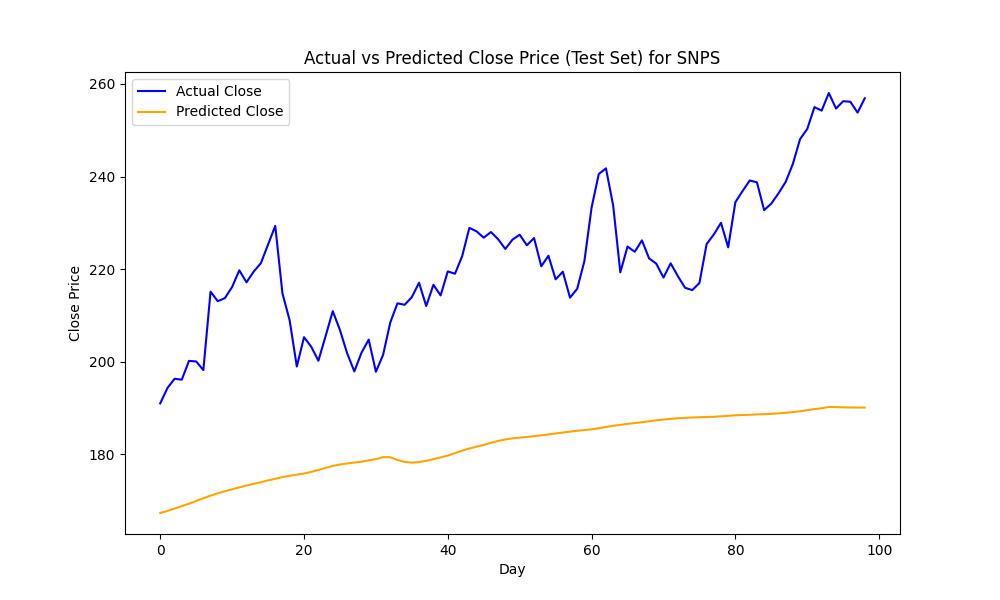 Actual vs Predicted Close Price (Test Set) for SNPS
Actual Close
Predicted Close
260
240
220
200
180
Close Price
0 20 40 60 80 100
Day